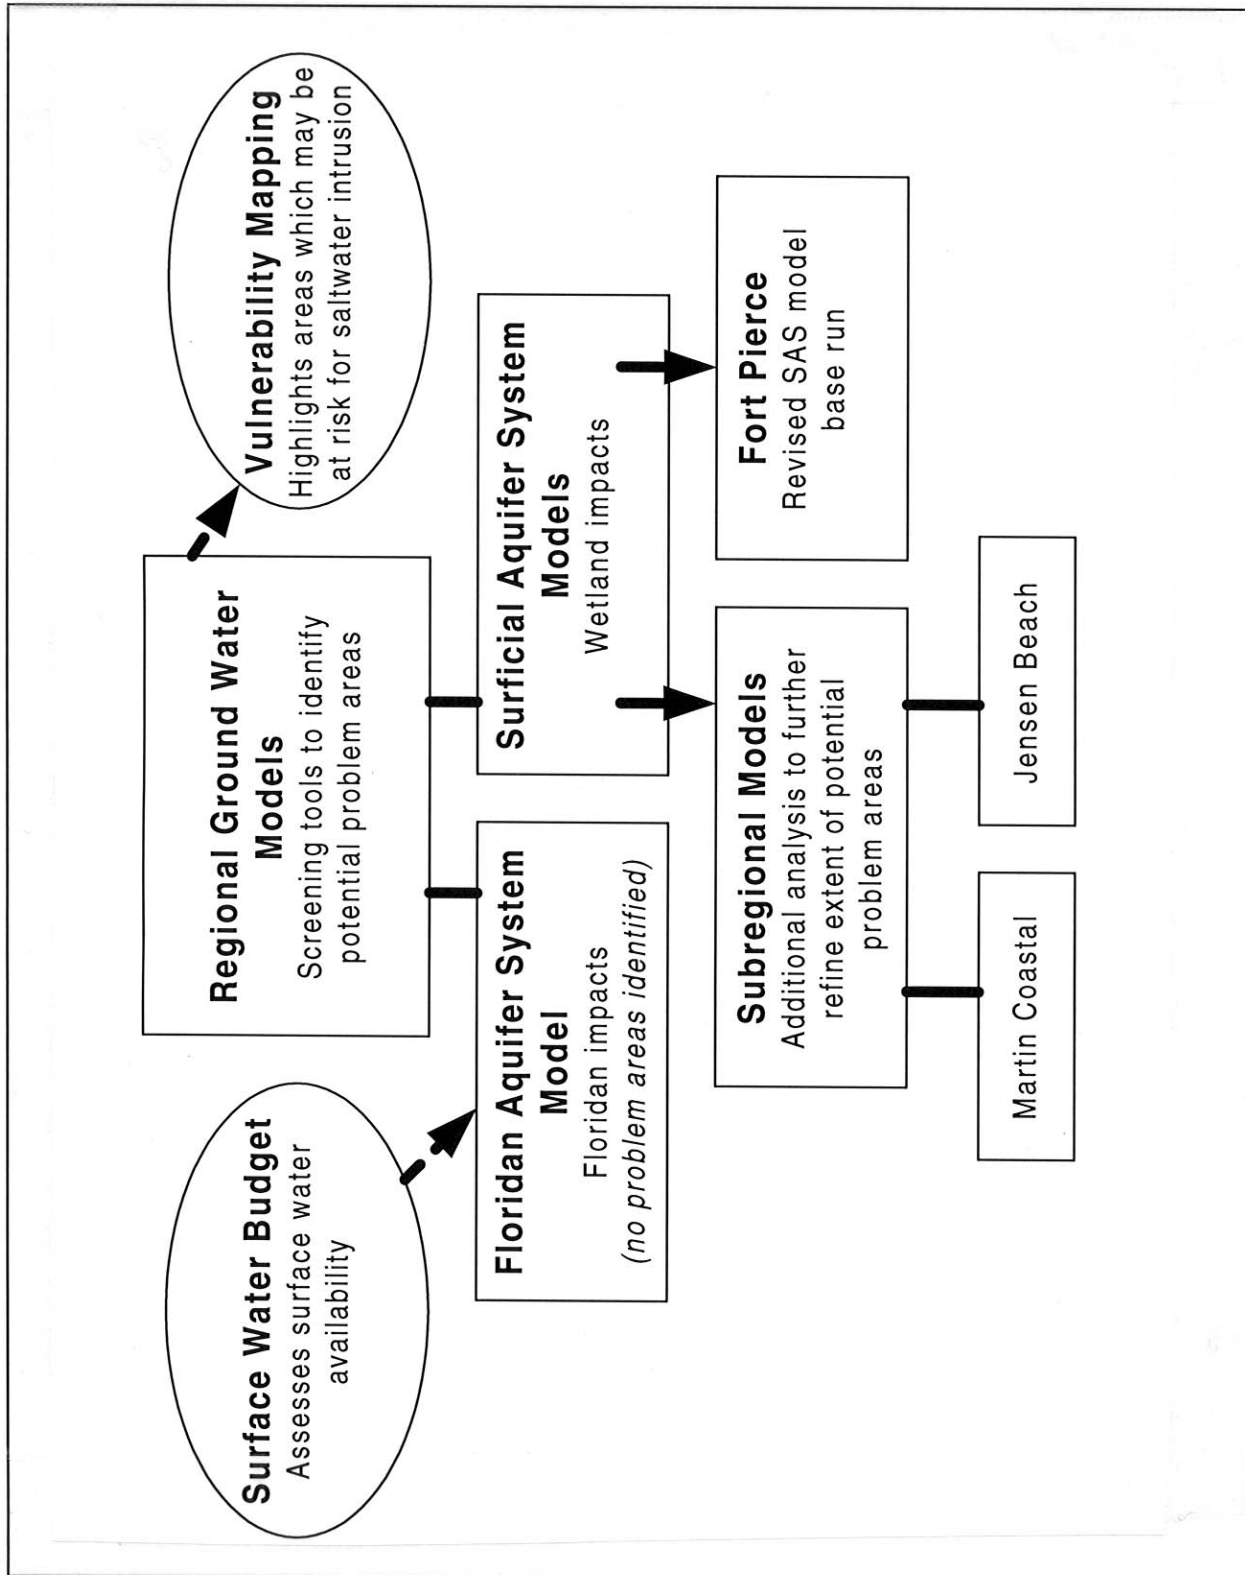 Surface Water Budget
Assesses surface water
availability
Regional Ground Water
Models
Screening tools to identify
potential problem areas
Vulnerability Mapping
Highlights areas which may be
at risk for saltwater intrusion
Floridan Aquifer System
Model
Floridan impacts
(no problem areas identified)
Surficial Aquifer System
Models
Wetland impacts
Subregional Models
Additional analysis to further
refine extent of potential
problem areas
Fort Pierce
Revised SAS model
base run
Martin Coastal
Jensen Beach